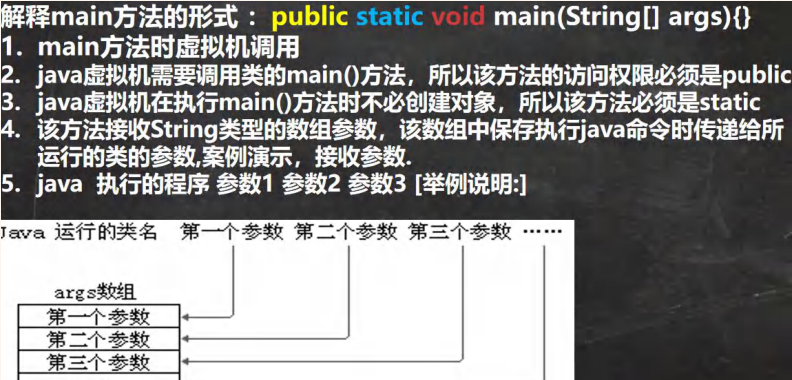 解释main方法的形式 : public static void main(String[] args){}
1. main方法时虚拟机调用
2. java虚拟机需要调用类的main()方法，所以该方法的访问权限必须是public
3. java虚拟机在执行main()方法时不必创建对象，所以该方法必须是static
4. 该方法接收String类型的数组参数，该数组中保存执行java命令时传递给所
运行的类的参数,案例演示，接收参数.
5. java 执行的程序 参数1 参数2 参数3 [举例说明:]
Java 运行的类名 第一个参数 第二个参数 第三个参数 ……
args数组
第一个参数
第二个参数
第三个参数